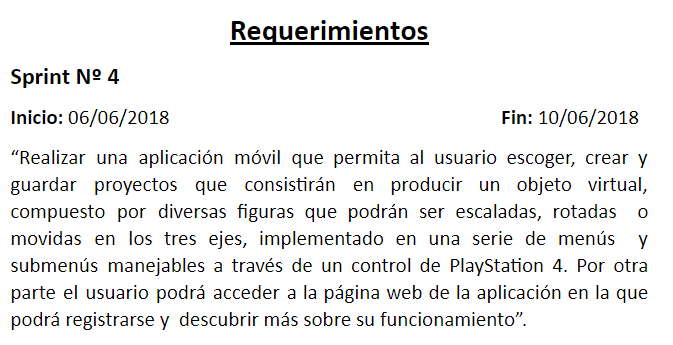 Requerimientos
Sprint Nº 4
Inicio: 06/06/2018 Fin: 10/06/2018
“Realizar una aplicación móvil que permita al usuario escoger, crear y
guardar proyectos que consistirán en producir un objeto virtual,
compuesto por diversas figuras que podrán ser escaladas, rotadas o
movidas en los tres ejes, implementado en una serie de menús y
submenús manejables a través de un control de PlayStation 4. Por otra
parte el usuario podrá acceder a la página web de la aplicación en la que
podrá registrarse y descubrir más sobre su funcionamiento”.